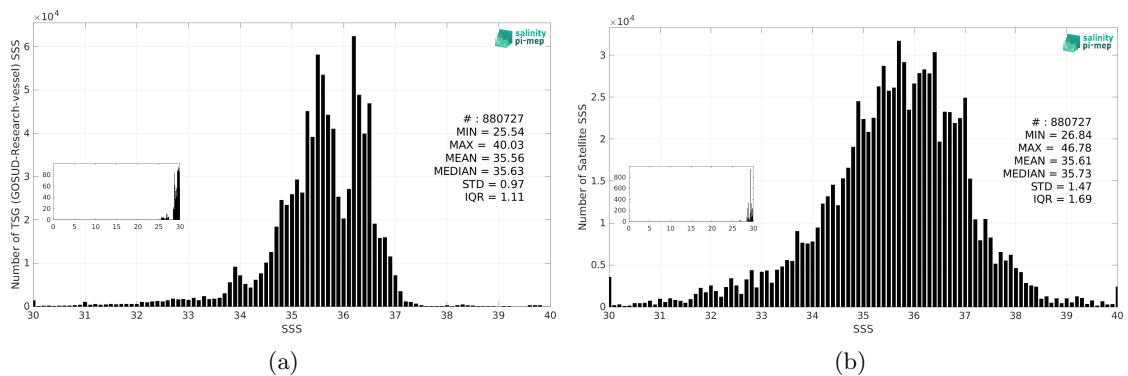 ×10⁴
6
5
4
3
2
1
0
Number of TSG (GOSUD-Research-vessel) SSS
salinity
pi-mep
# : 880727
MIN = 25.54
MAX = 40.03
MEAN = 35.56
MEDIAN = 35.63
STD = 0.97
IQR = 1.11
80
60
40
20
0
0 5 10 15 20 25 30
30 31 32 33 34 35 36 37 38 39 40
SSS
(a)
×10⁴
3
2.5
2
1.5
1
0.5
0
Number of Satellite SSS
salinity
pi-mep
# : 880727
MIN = 26.84
MAX = 46.78
MEAN = 35.61
MEDIAN = 35.73
STD = 1.47
IQR = 1.69
800
600
400
200
0
0 5 10 15 20 25 30
30 31 32 33 34 35 36 37 38 39 40
SSS
(b)